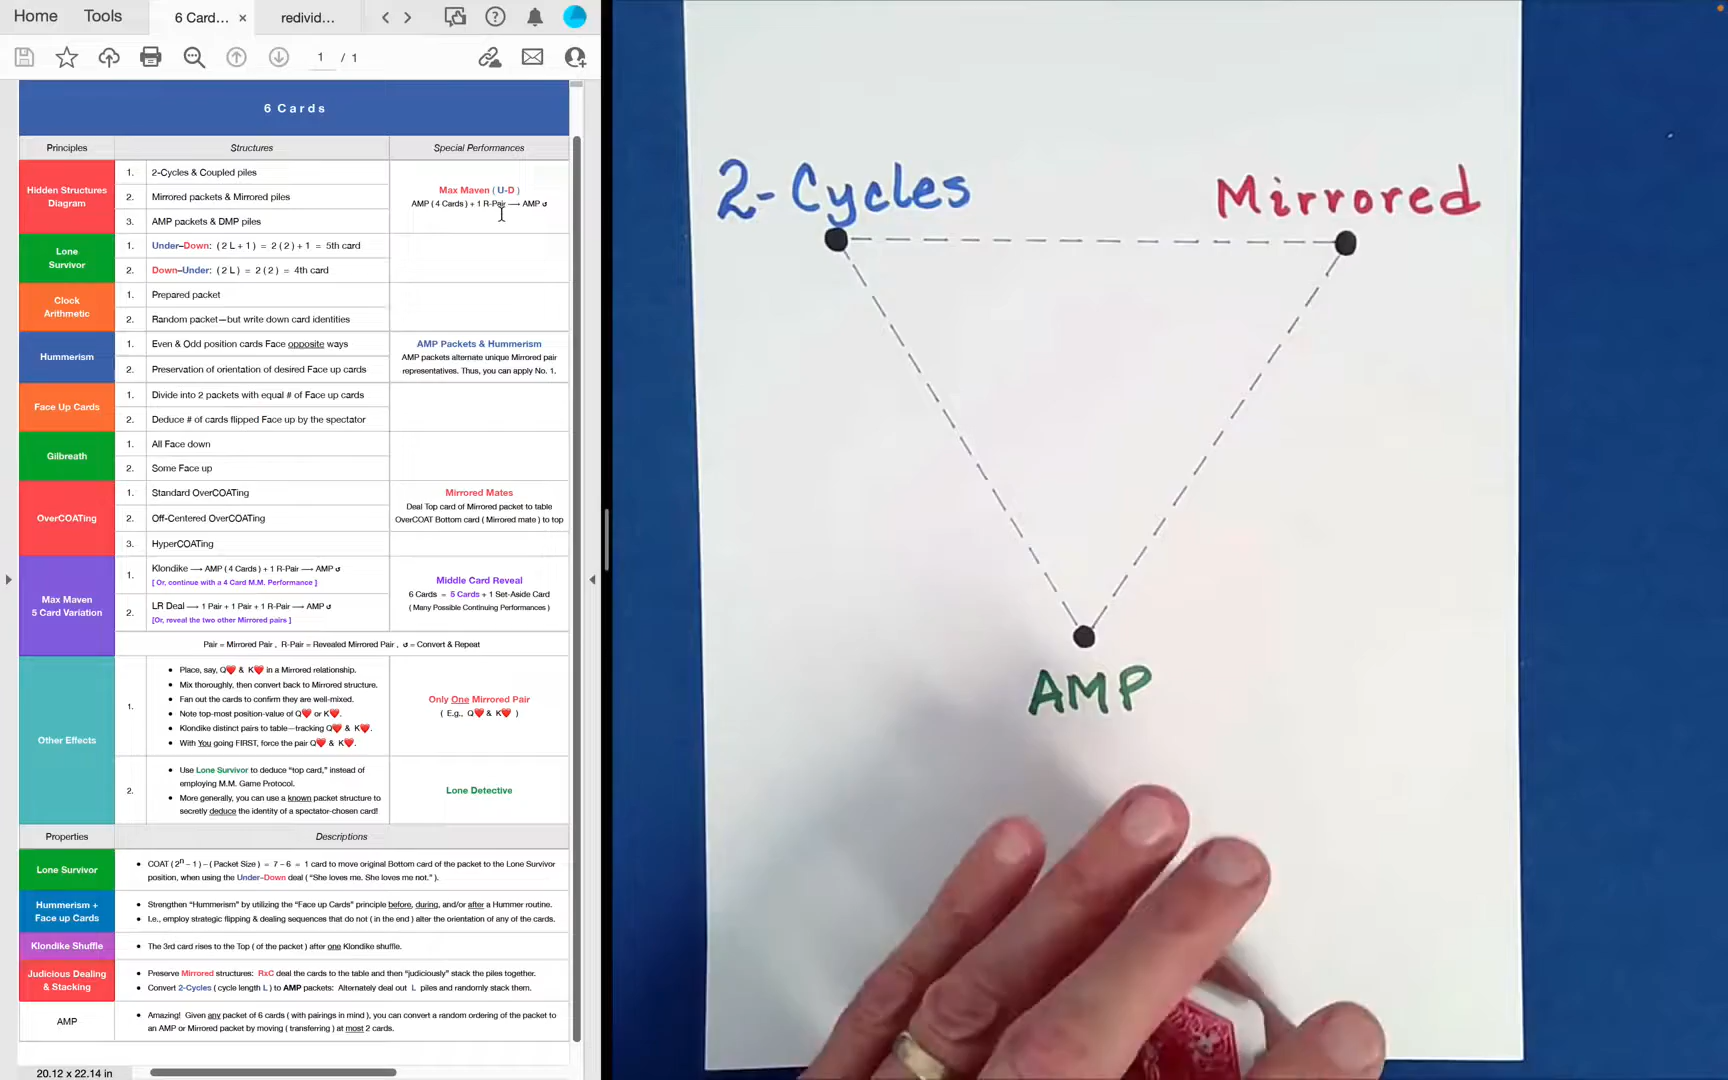 Home Tools 6 Card... × redivid...
1 / 1
6 Cards
Principles Structures Special Performances
Hidden Structures
Diagram
1. 2-Cycles & Coupled piles
2. Mirrored packets & Mirrored piles
3. AMP packets & DMP piles
Max Maven ( U-D )
AMP ( 4 Cards ) + 1 R-Pair → AMP ↺
Lone
Survivor
1. Under–Down: ( 2 L + 1 ) = 2 ( 2 ) + 1 = 5th card
2. Down–Under: ( 2 L ) = 2 ( 2 ) = 4th card
Clock
Arithmetic
1. Prepared packet
2. Random packet—but write down card identities
Hummerism
1. Even & Odd position cards Face opposite ways
2. Preservation of orientation of desired Face up cards
AMP Packets & Hummerism
AMP packets alternate unique Mirrored pair
representatives. Thus, you can apply No. 1.
Face Up Cards
1. Divide into 2 packets with equal # of Face up cards
2. Deduce # of cards flipped Face up by the spectator
Gilbreath
1. All Face down
2. Some Face up
OverCOATing
1. Standard OverCOATing
2. Off-Centered OverCOATing
3. HyperCOATing
Mirrored Mates
Deal Top card of Mirrored packet to table
OverCOAT Bottom card ( Mirrored mate ) to top
Max Maven
5 Card Variation
1. Klondike → AMP ( 4 Cards ) + 1 R-Pair → AMP ↺
[ Or, continue with a 4 Card M.M. Performance ]
2. LR Deal → 1 Pair + 1 Pair + 1 R-Pair → AMP ↺
[Or, reveal the two other Mirrored pairs ]
Middle Card Reveal
6 Cards = 5 Cards + 1 Set-Aside Card
( Many Possible Continuing Performances )
Pair = Mirrored Pair , R-Pair = Revealed Mirrored Pair , ↺ = Convert & Repeat
Other Effects
1.
• Place, say, Q♥ & K♥ in a Mirrored relationship.
• Mix thoroughly, then convert back to Mirrored structure.
• Fan out the cards to confirm they are well-mixed.
• Note top-most position-value of Q♥ or K♥.
• Klondike distinct pairs to table—tracking Q♥ & K♥.
• With You going FIRST, force the pair Q♥ & K♥.
Only One Mirrored Pair
( E.g., Q♥ & K♥ )
2.
• Use Lone Survivor to deduce “top card,” instead of
employing M.M. Game Protocol.
• More generally, you can use a known packet structure to
secretly deduce the identity of a spectator-chosen card!
Lone Detective
Properties Descriptions
Lone Survivor
• COAT ( 2ⁿ – 1 ) – ( Packet Size ) = 7 – 6 = 1 card to move original Bottom card of the packet to the Lone Survivor
position, when using the Under–Down deal ( “She loves me. She loves me not.” ).
Hummerism +
Face up Cards
• Strengthen “Hummerism” by utilizing the “Face up Cards” principle before, during, and/or after a Hummer routine.
• I.e., employ strategic flipping & dealing sequences that do not ( in the end ) alter the orientation of any of the cards.
Klondike Shuffle
• The 3rd card rises to the Top ( of the packet ) after one Klondike shuffle.
Judicious Dealing
& Stacking
• Preserve Mirrored structures: RxC deal the cards to the table and then “judiciously” stack the piles together.
• Convert 2-Cycles ( cycle length L ) to AMP packets: Alternately deal out L piles and randomly stack them.
AMP
• Amazing! Given any packet of 6 cards ( with pairings in mind ), you can convert a random ordering of the packet to
an AMP or Mirrored packet by moving ( transferring ) at most 2 cards.
20.12 x 22.14 in
2-Cycles
Mirrored
AMP